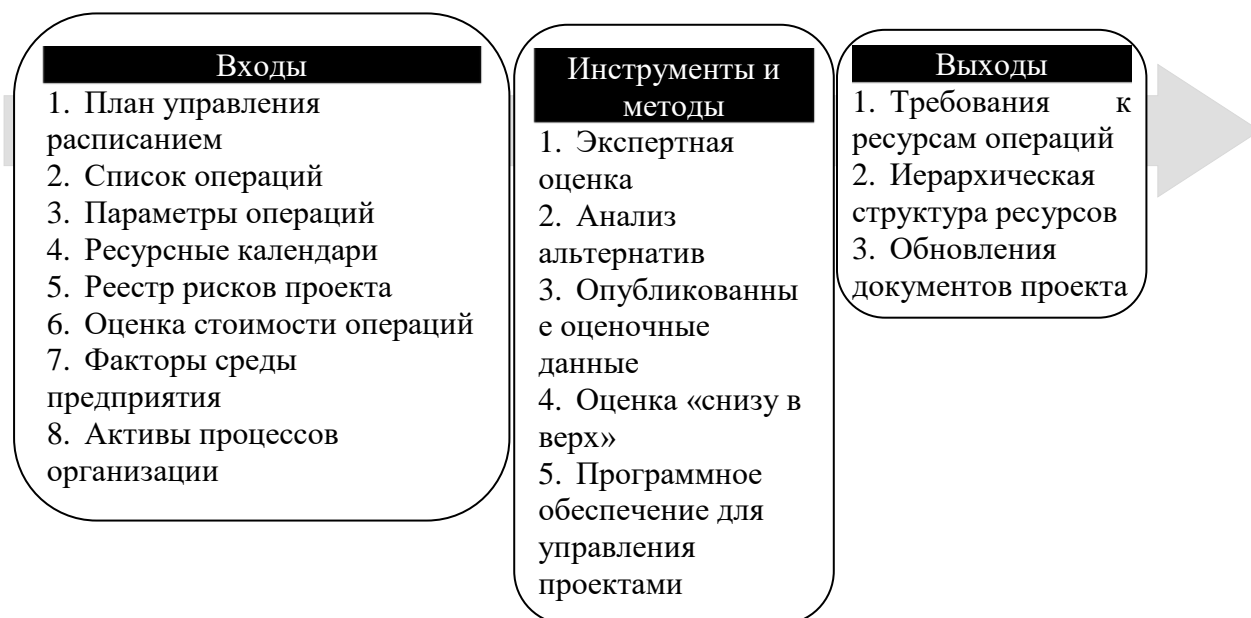 Входы
1. План управления
расписанием
2. Список операций
3. Параметры операций
4. Ресурсные календари
5. Реестр рисков проекта
6. Оценка стоимости операций
7. Факторы среды
предприятия
8. Активы процессов
организации
Инструменты и
методы
1. Экспертная
оценка
2. Анализ
альтернатив
3. Опубликованны
е оценочные
данные
4. Оценка «снизу в
верх»
5. Программное
обеспечение для
управления
проектами
Выходы
1. Требования к
ресурсам операций
2. Иерархическая
структура ресурсов
3. Обновления
документов проекта